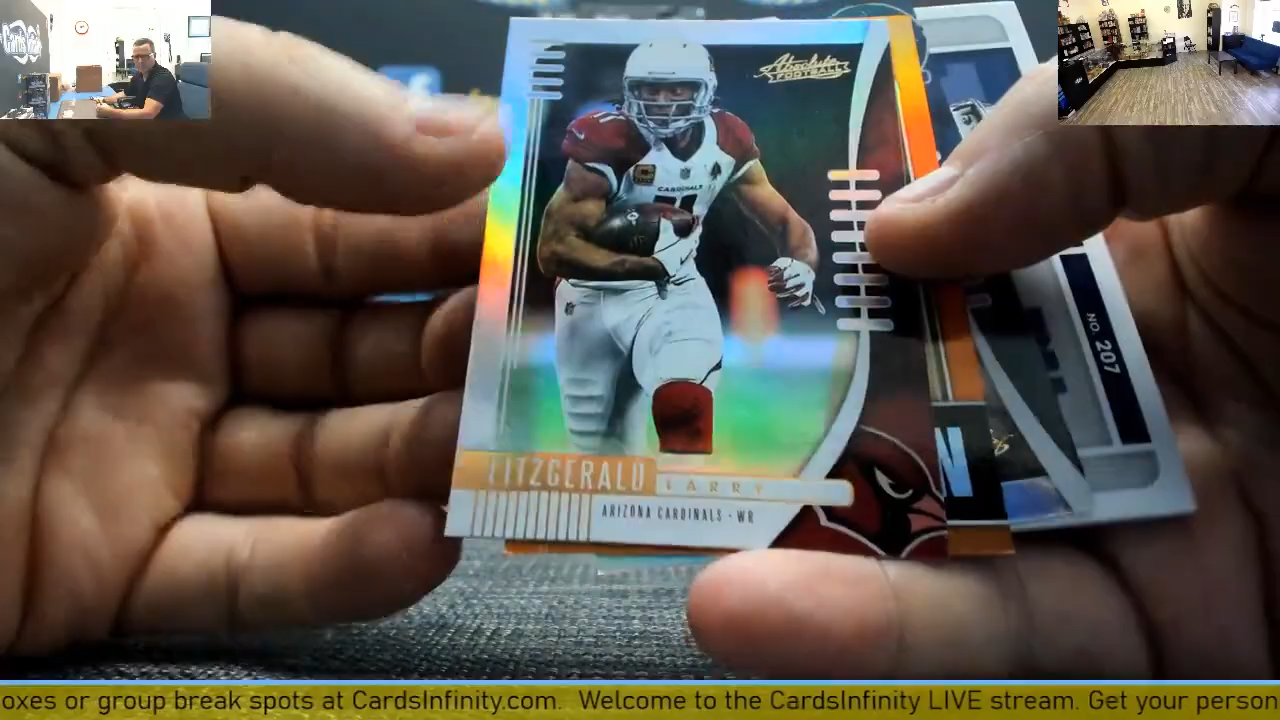 Absolute
FOOTBALL
CARDINALS
11
NO. 207
N
FITZGERALD LARRY
ARIZONA CARDINALS • WR
oxes or group break spots at CardsInfinity.com. Welcome to the CardsInfinity LIVE stream. Get your person